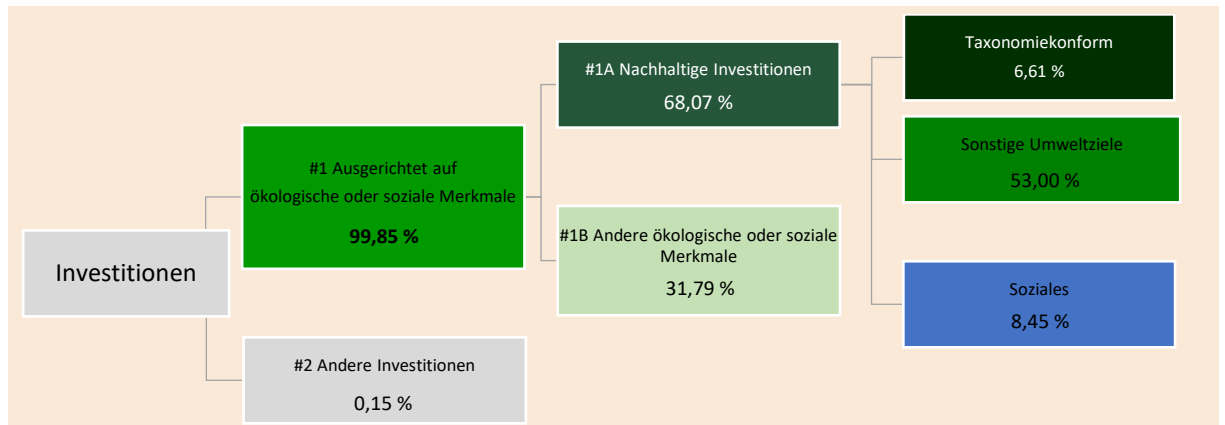 Investitionen
#1 Ausgerichtet auf
ökologische oder soziale Merkmale
99,85 %
#2 Andere Investitionen
0,15 %
#1A Nachhaltige Investitionen
68,07 %
#1B Andere ökologische oder soziale
Merkmale
31,79 %
Taxonomiekonform
6,61 %
Sonstige Umweltziele
53,00 %
Soziales
8,45 %